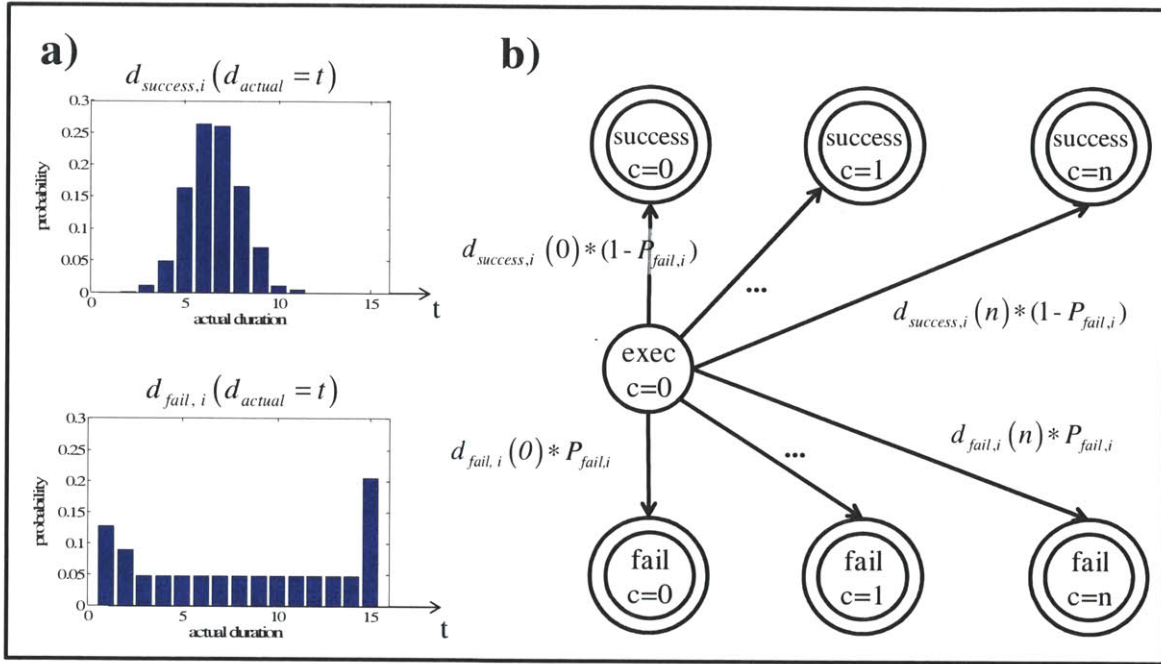 a)
d_{success,i}(d_{actual} = t)
0.3
0.25
0.2
0.15
0.1
0.05
0
probability
0 5 10 15
actual duration
t
d_{fail, i}(d_{actual} = t)
0.3
0.25
0.2
0.15
0.1
0.05
0
probability
0 5 10 15
actual duration
t
b)
success
c=0
success
c=1
success
c=n
d_{success,i}(0)*(1-P_{fail,i})
...
d_{success,i}(n)*(1-P_{fail,i})
exec
c=0
d_{fail, i}(0)*P_{fail,i}
...
d_{fail,i}(n)*P_{fail,i}
fail
c=0
fail
c=1
fail
c=n